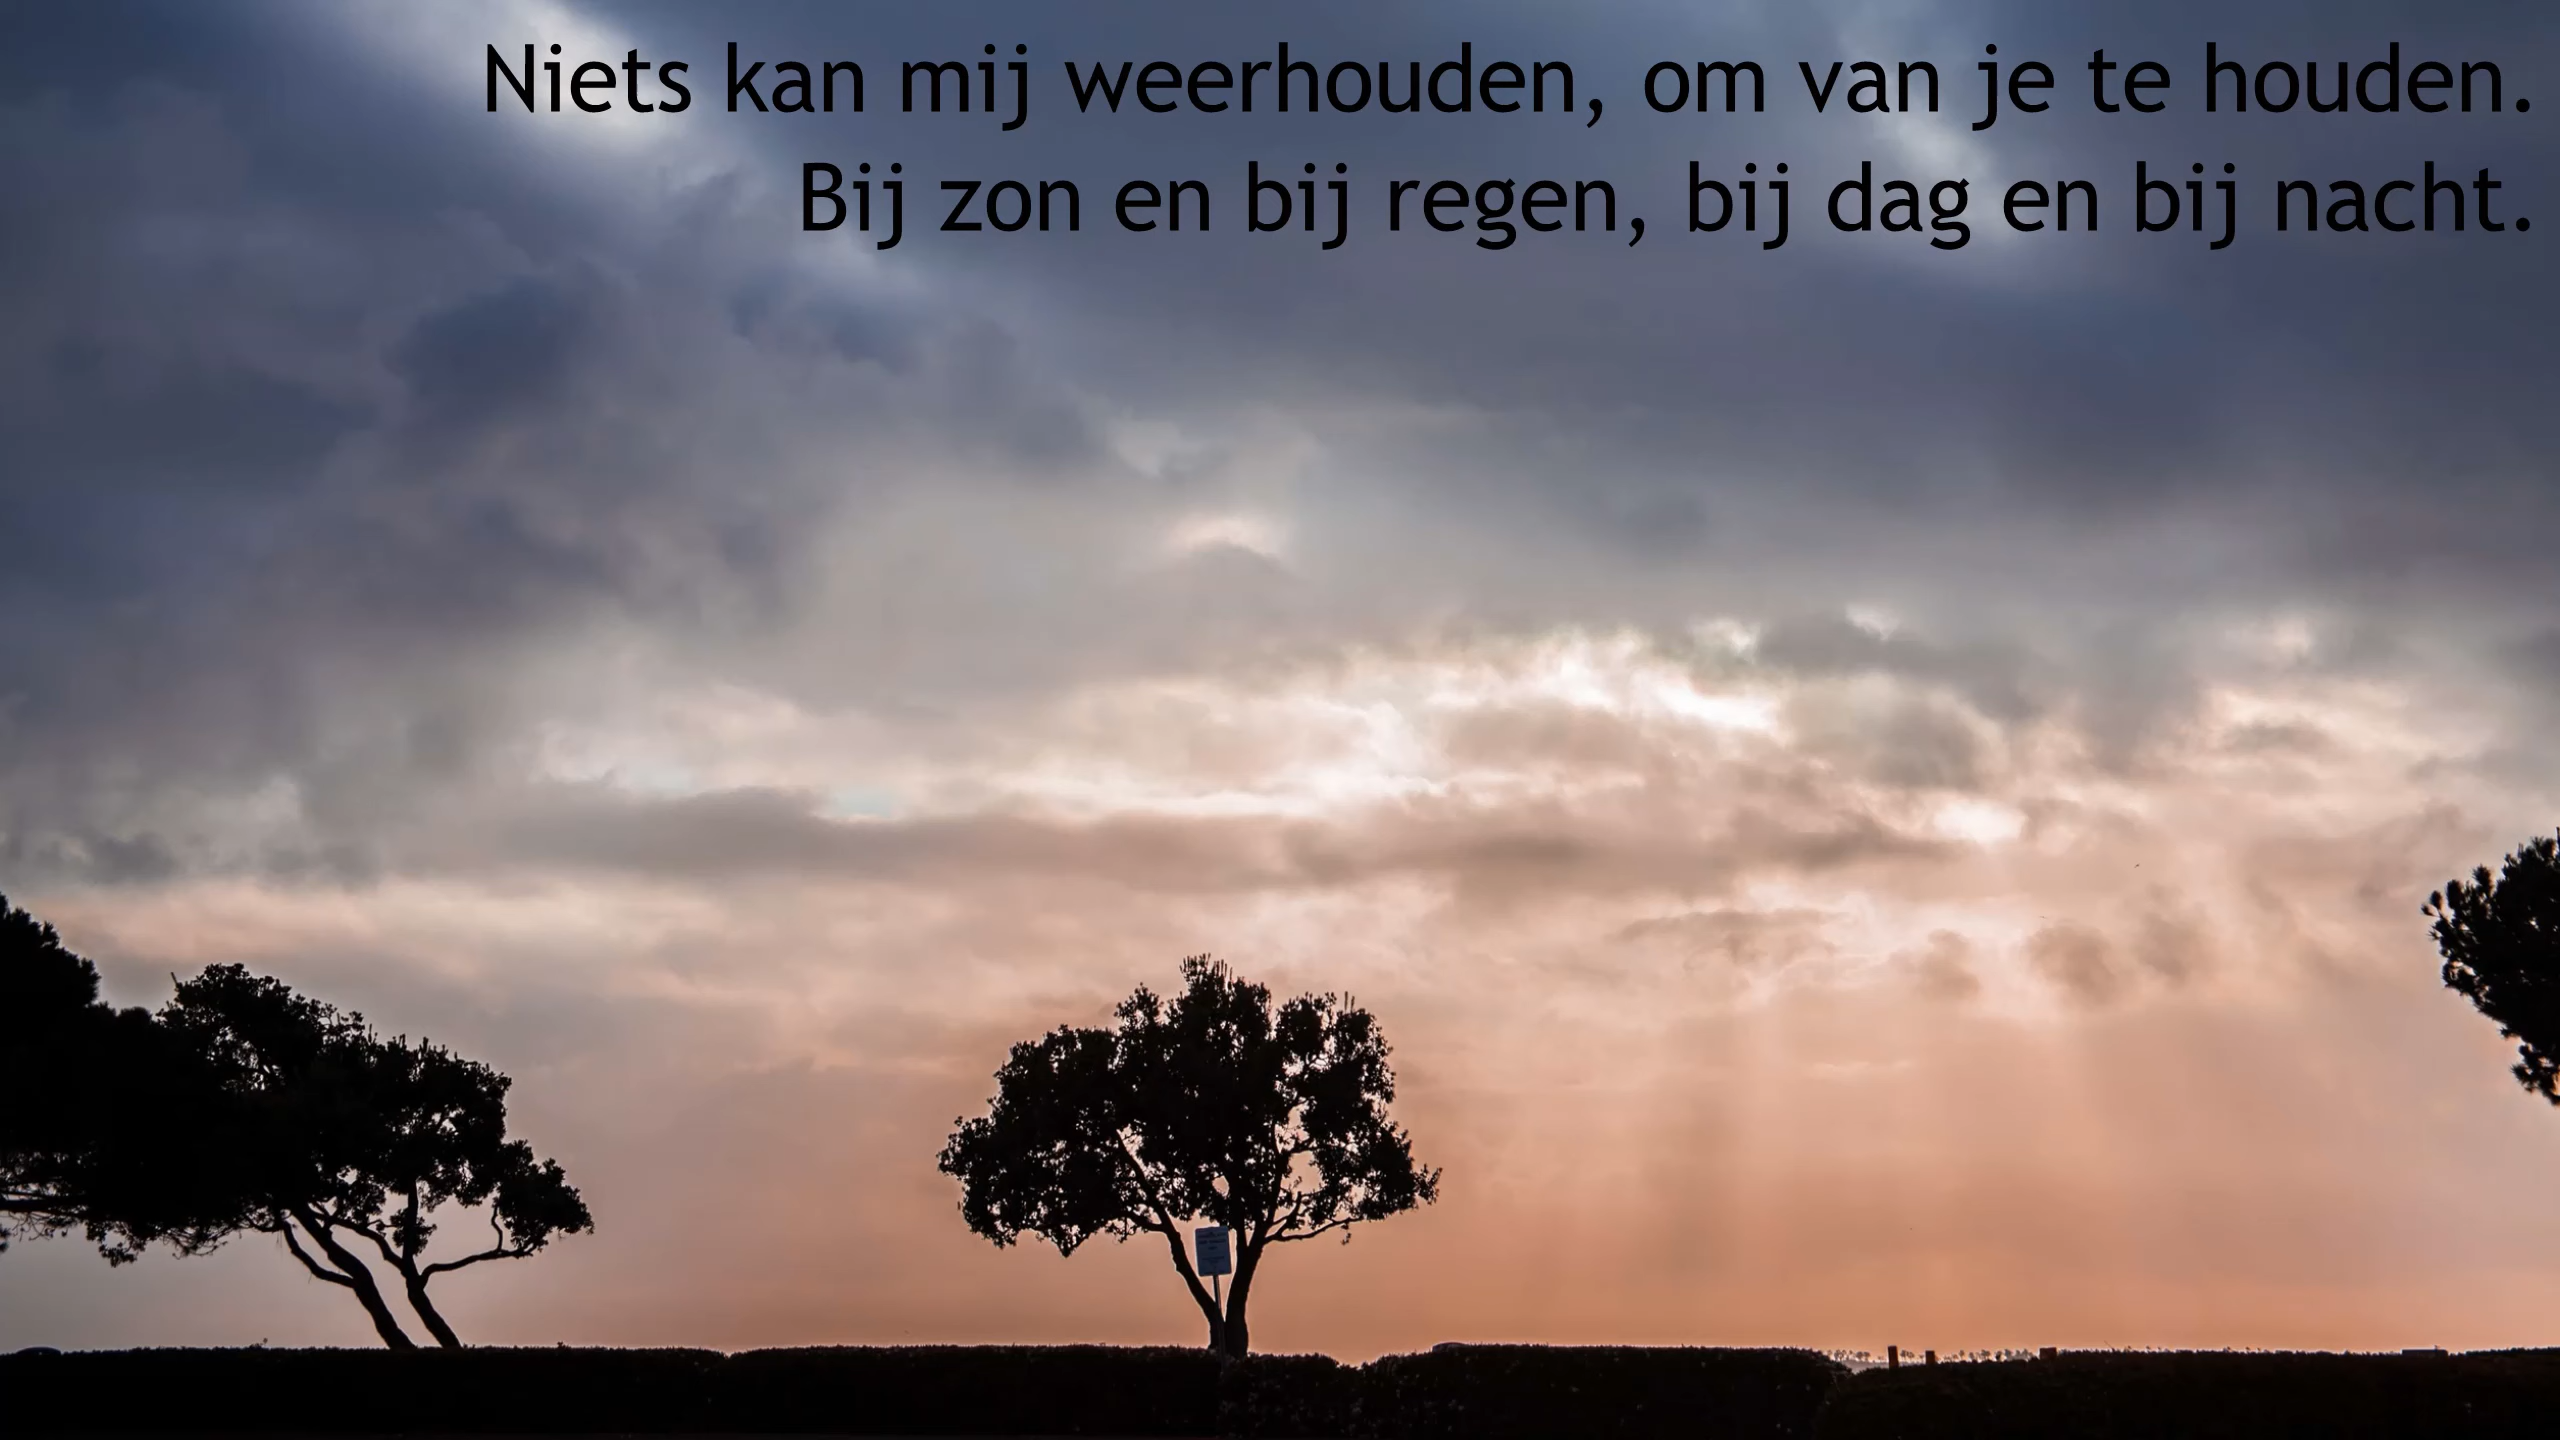 Niets kan mij weerhouden, om van je te houden.
Bij zon en bij regen, bij dag en bij nacht.